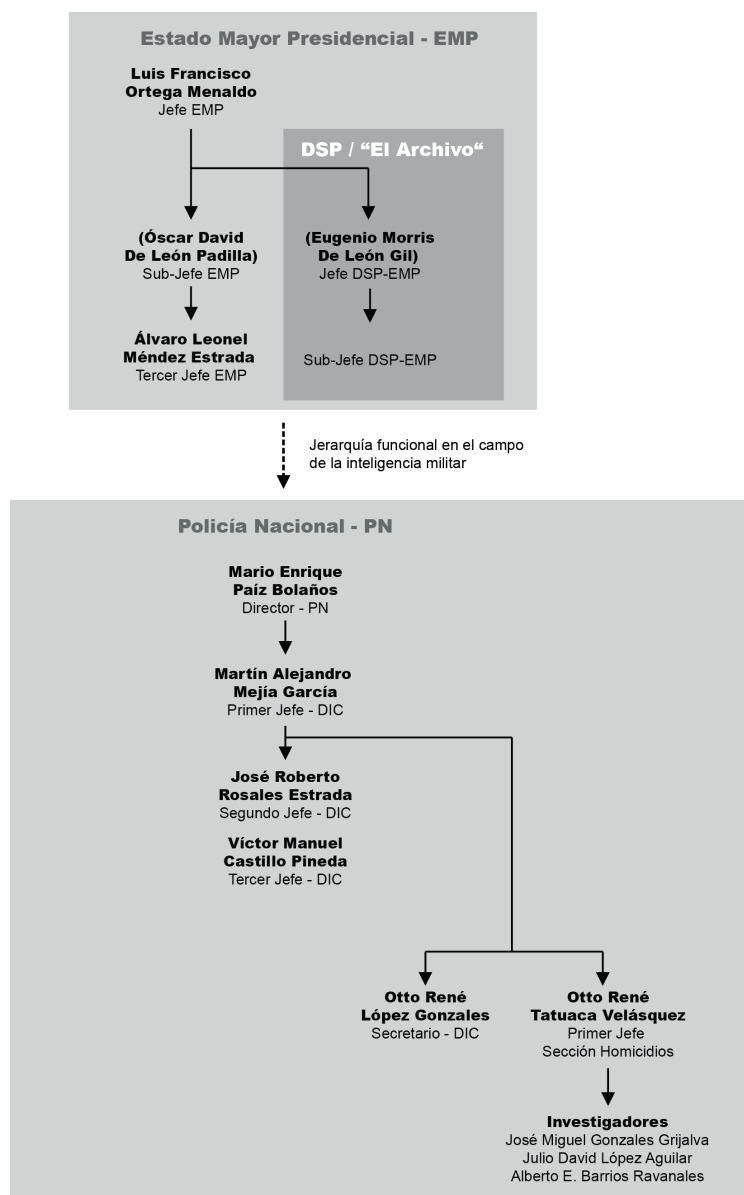 Estado Mayor Presidencial - EMP
Luis Francisco
Ortega Menaldo
Jefe EMP
DSP / “El Archivo“
(Óscar David
De León Padilla)
Sub-Jefe EMP
(Eugenio Morris
De León Gil)
Jefe DSP-EMP
Álvaro Leonel
Méndez Estrada
Tercer Jefe EMP
Sub-Jefe DSP-EMP
Jerarquía funcional en el campo
de la inteligencia militar
Policía Nacional - PN
Mario Enrique
Paíz Bolaños
Director - PN
Martín Alejandro
Mejía García
Primer Jefe - DIC
José Roberto
Rosales Estrada
Segundo Jefe - DIC
Víctor Manuel
Castillo Pineda
Tercer Jefe - DIC
Otto René
López Gonzales
Secretario - DIC
Otto René
Tatuaca Velásquez
Primer Jefe
Sección Homicidios
Investigadores
José Miguel Gonzales Grijalva
Julio David López Aguilar
Alberto E. Barrios Ravanales